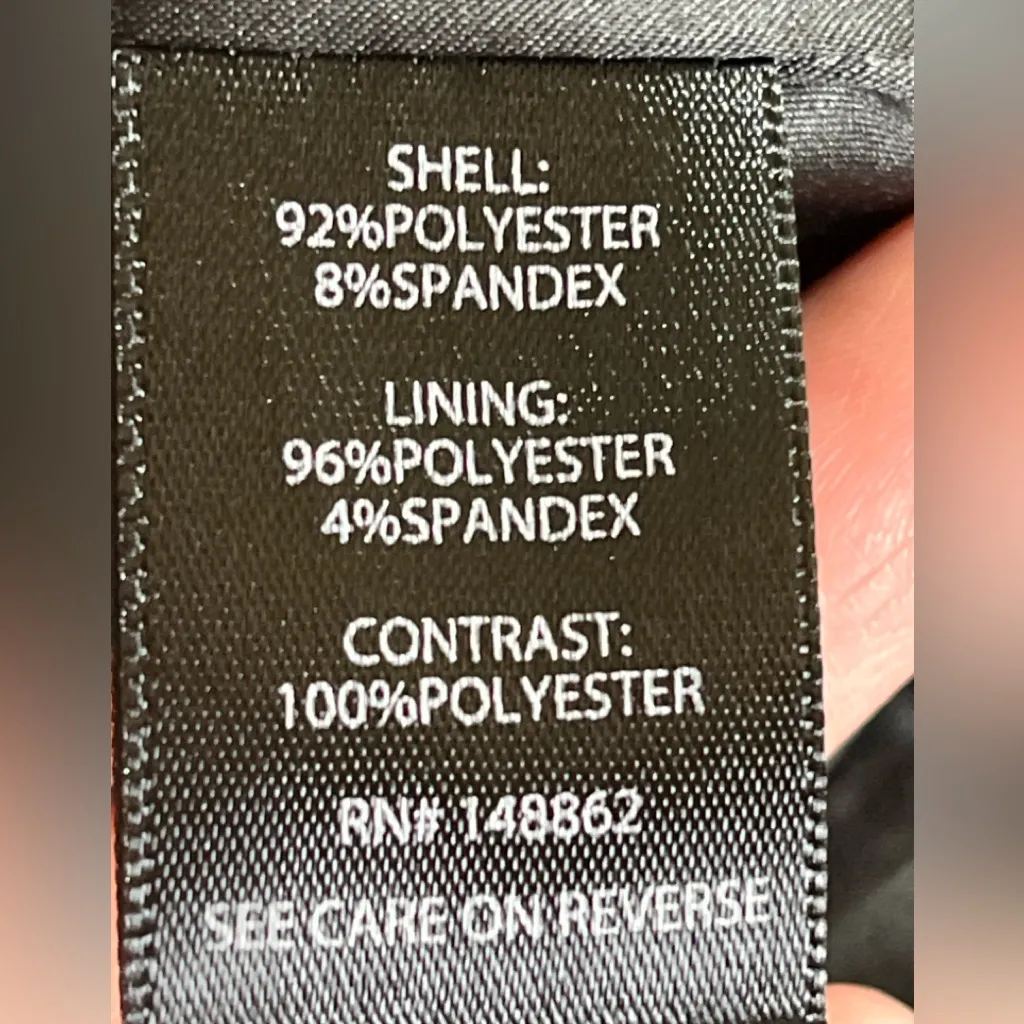 SHELL:
92%POLYESTER
8%SPANDEX
LINING:
96%POLYESTER
4%SPANDEX
CONTRAST:
100%POLYESTER
RN# 148862
SEE CARE ON REVERSE